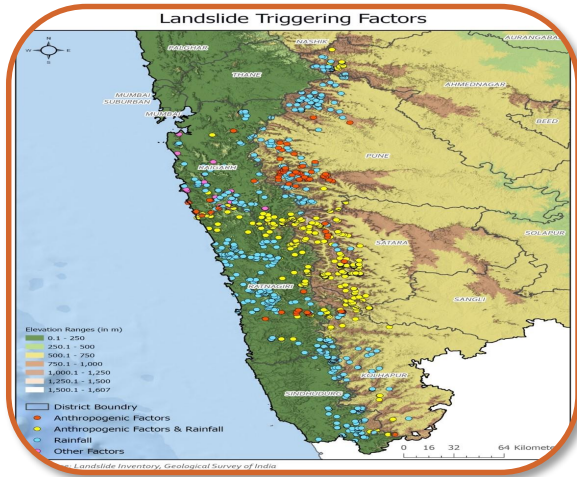 Landslide Triggering Factors
N
NASHIK
AURANGABA
PALGHAR
THANE
AHMEDNAGAR
MUMBAI
SUBURBAN
MUMBAI
BEED
PUNE
RAIGARH
SOLAPUR
SATARA
RATNAGIRI
SANGLI
KOLHAPUR
SINDHUDURG
Elevation Ranges (in m)
0.1 - 250
250.1 - 500
500.1 - 750
750.1 - 1,000
1,000.1 - 1,250
1,250.1 - 1,500
1,500.1 - 1,607
District Boundry
Anthropogenic Factors
Anthropogenic Factors & Rainfall
Rainfall
Other Factors
0 16 32 64 Kilomete
Landslide Inventory, Geological Survey of India